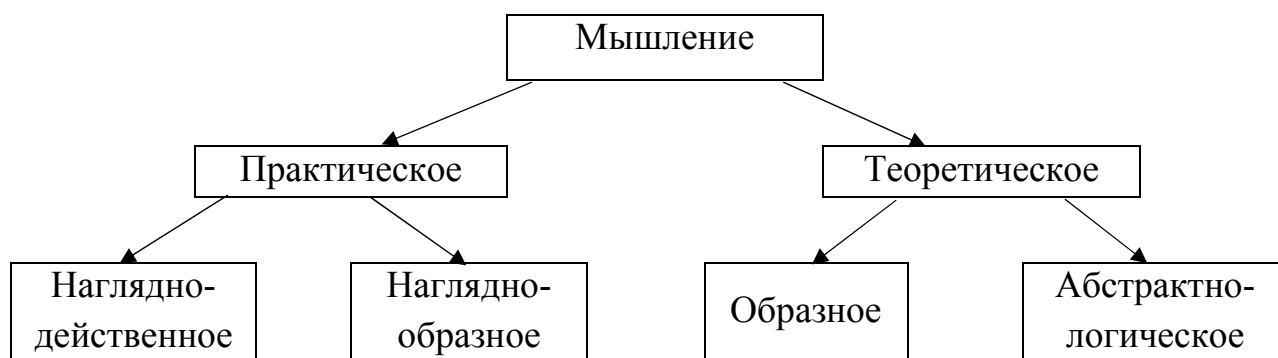 Мышление
Практическое
Теоретическое
Наглядно-
действенное
Наглядно-
образное
Образное
Абстрактно-
логическое